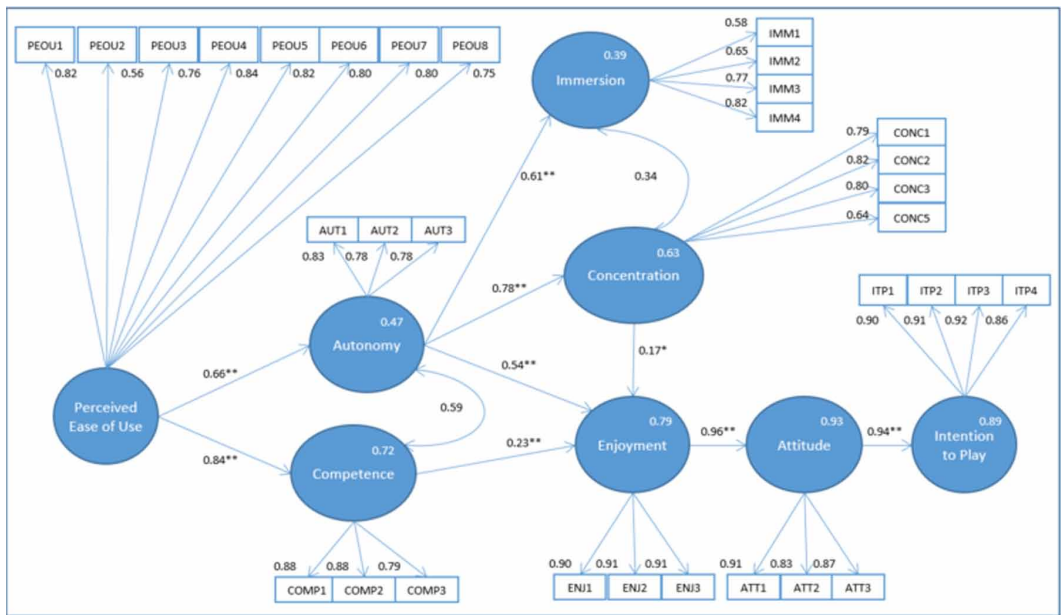 PEOU1 PEOU2 PEOU3 PEOU4 PEOU5 PEOU6 PEOU7 PEOU8
0.82 0.56 0.76 0.84 0.82 0.80 0.80 0.75
0.39
Immersion
0.58 IMM1
0.65 IMM2
0.77 IMM3
0.82 IMM4
0.79 CONC1
0.82 CONC2
0.80 CONC3
0.64 CONC5
0.61**
0.34
AUT1 AUT2 AUT3
0.83 0.78 0.78
0.63
Concentration
0.78**
ITP1 ITP2 ITP3 ITP4
0.90 0.91 0.92 0.86
0.47
Autonomy
0.66**
0.54**
0.17*
Perceived
Ease of Use
0.59
0.84**
0.72
Competence
0.23**
0.79
Enjoyment
0.96**
0.93
Attitude
0.94**
0.89
Intention
to Play
0.88 0.88 0.79
COMP1 COMP2 COMP3
0.90 0.91 0.91
ENJ1 ENJ2 ENJ3
0.91 0.83 0.87
ATT1 ATT2 ATT3